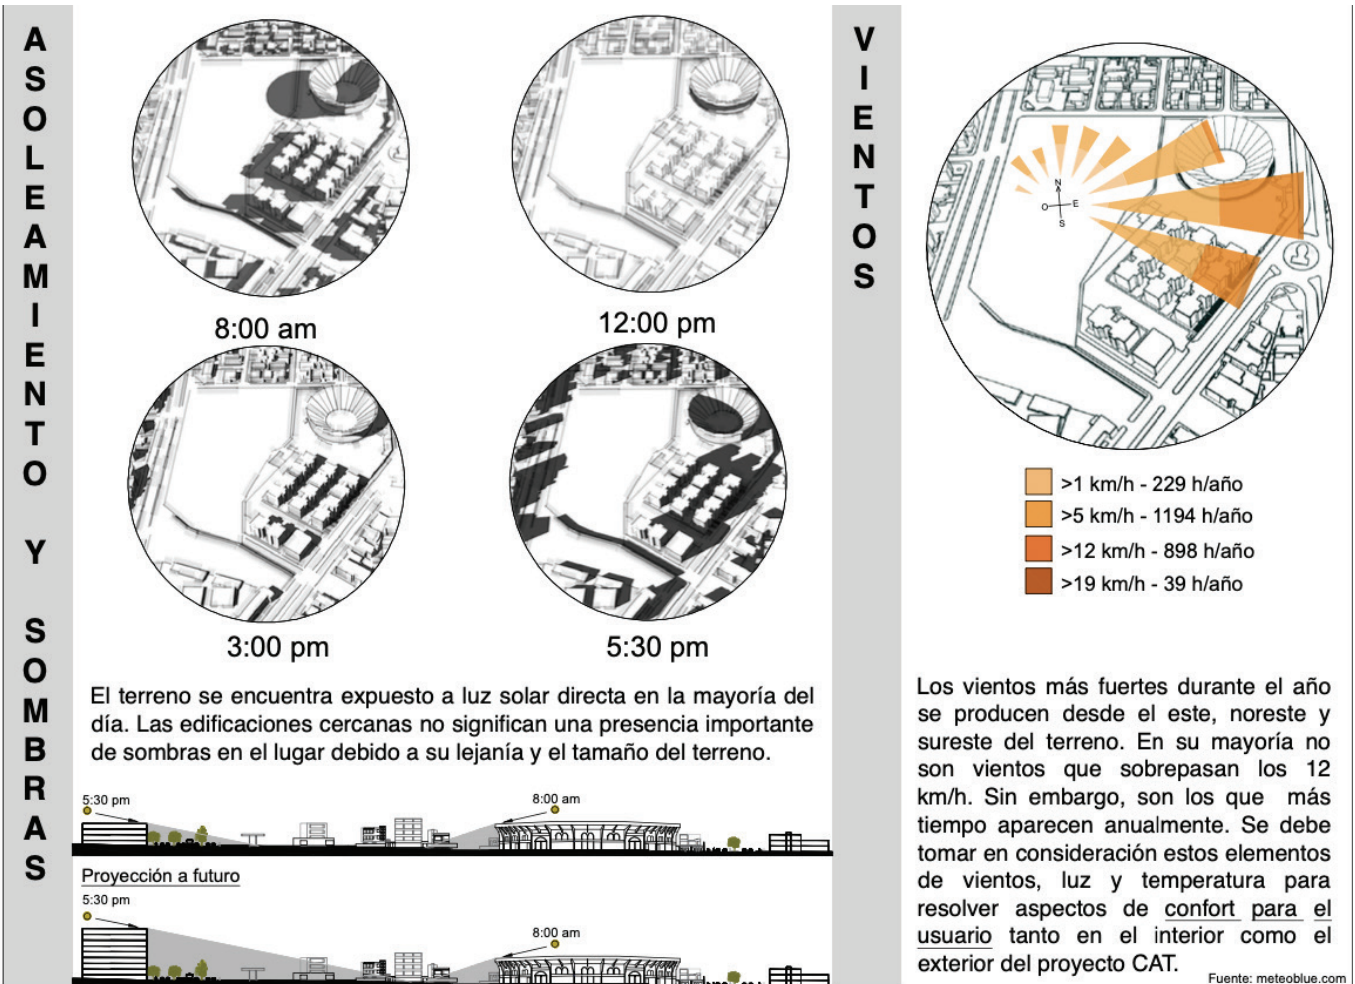 ASOLEAMIENTO Y SOMBRAS
8:00 am
12:00 pm
3:00 pm
5:30 pm
El terreno se encuentra expuesto a luz solar directa en la mayoría del
día. Las edificaciones cercanas no significan una presencia importante
de sombras en el lugar debido a su lejanía y el tamaño del terreno.
5:30 pm
8:00 am
Proyección a futuro
5:30 pm
8:00 am
VIENTOS
N
O
E
S
>1 km/h - 229 h/año
>5 km/h - 1194 h/año
>12 km/h - 898 h/año
>19 km/h - 39 h/año
Los vientos más fuertes durante el año
se producen desde el este, noreste y
sureste del terreno. En su mayoría no
son vientos que sobrepasan los 12
km/h. Sin embargo, son los que más
tiempo aparecen anualmente. Se debe
tomar en consideración estos elementos
de vientos, luz y temperatura para
resolver aspectos de confort para el
usuario tanto en el interior como el
exterior del proyecto CAT.
Fuente: meteoblue.com